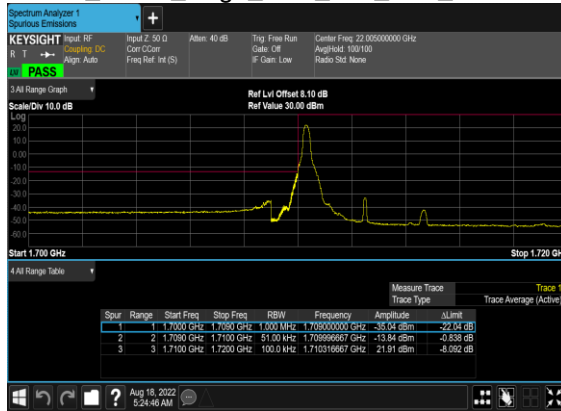 Spectrum Analyzer 1
Spurious Emissions
KEYSIGHT Input: RF Input Z: 50 Ω Atten: 40 dB Trig: Free Run Center Freq: 22.005000000 GHz
R T Coupling: DC Corr CCorr Gate: Off Avg|Hold: 100/100
Align: Auto Freq Ref: Int (S) IF Gain: Low Radio Std: None
PASS
3 All Range Graph Ref Lvl Offset 8.10 dB
Scale/Div 10.0 dB Ref Value 30.00 dBm
Log
20.0
10.0
0.00
-10.0
-20.0
-30.0
-40.0
-50.0
-60.0
Start 1.700 GHz Stop 1.720 GH
4 All Range Table
Measure Trace Trace 1
Trace Type Trace Average (Active)
Spur Range Start Freq Stop Freq RBW Frequency Amplitude ΔLimit
1 1 1.7000 GHz 1.7090 GHz 1.000 MHz 1.709000000 GHz -35.04 dBm -22.04 dB
2 2 1.7090 GHz 1.7100 GHz 51.00 kHz 1.709996667 GHz -13.84 dBm -0.838 dB
3 3 1.7100 GHz 1.7200 GHz 100.0 kHz 1.710316667 GHz 21.91 dBm -8.092 dB
? Aug 18, 2022
5:24:46 AM